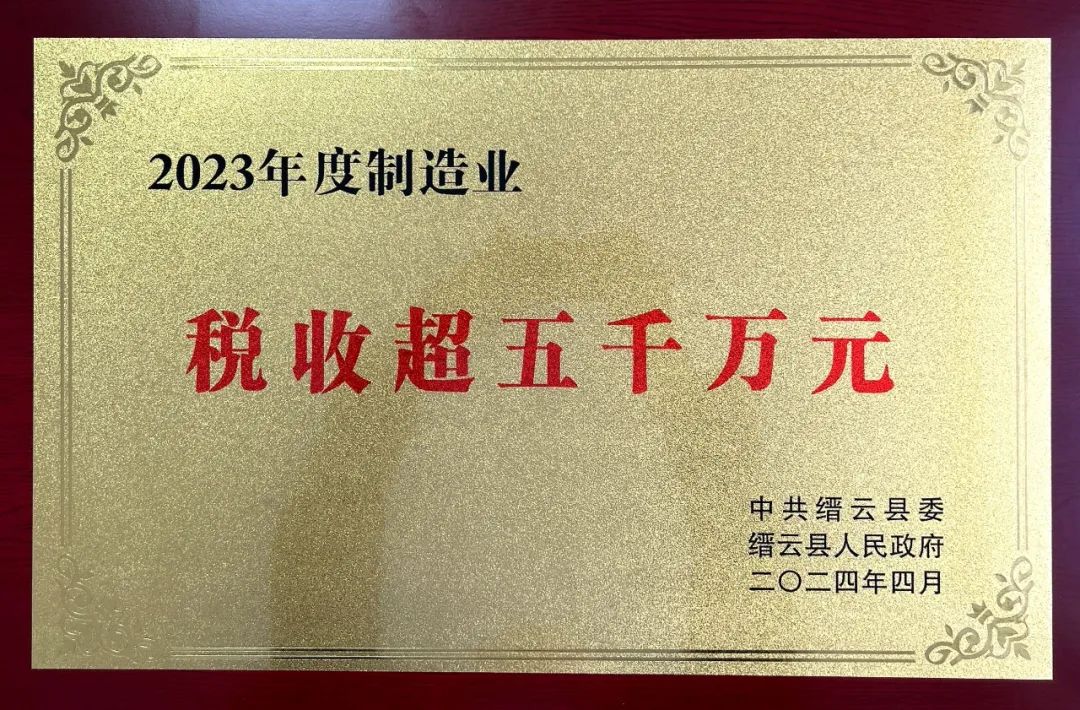 2023年度制造业
税收超五千万元
中共缙云县委
缙云县人民政府
二〇二四年四月